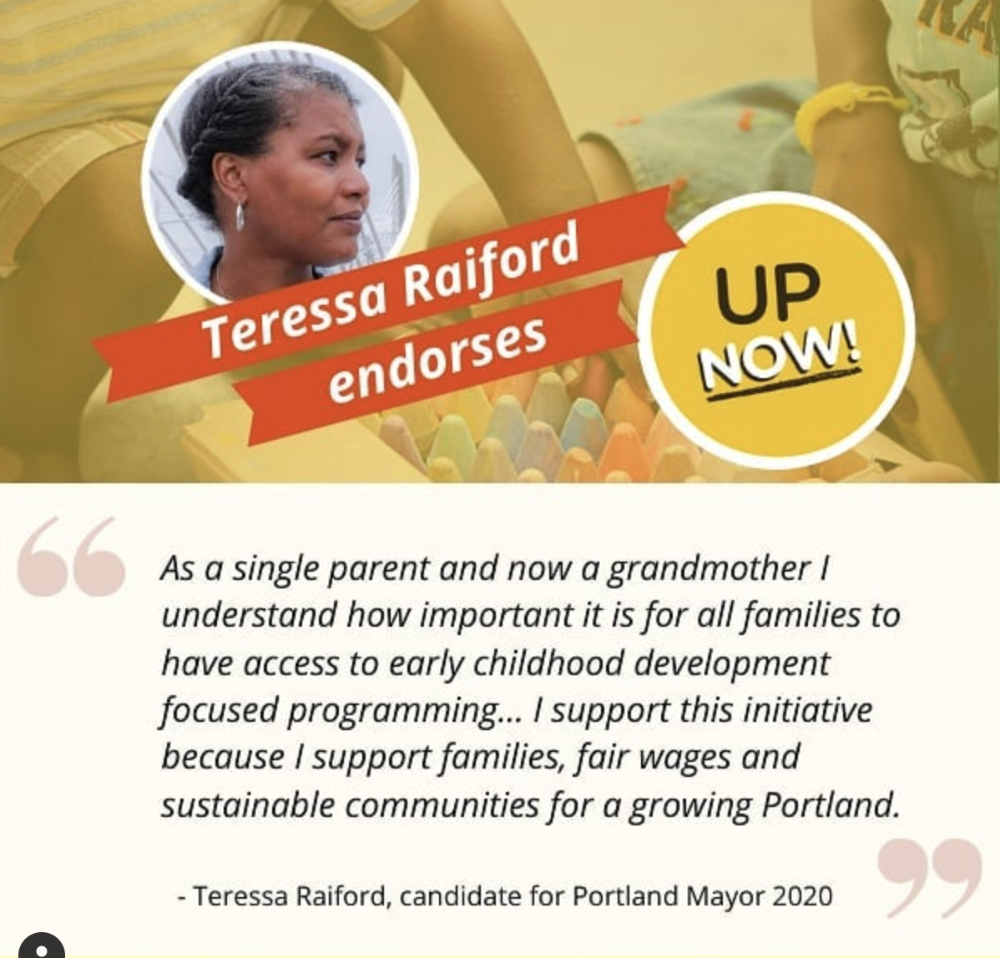 RA
Teressa Raiford
endorses
UP
NOW!
“
As a single parent and now a grandmother I
understand how important it is for all families to
have access to early childhood development
focused programming... I support this initiative
because I support families, fair wages and
sustainable communities for a growing Portland.
”
- Teressa Raiford, candidate for Portland Mayor 2020